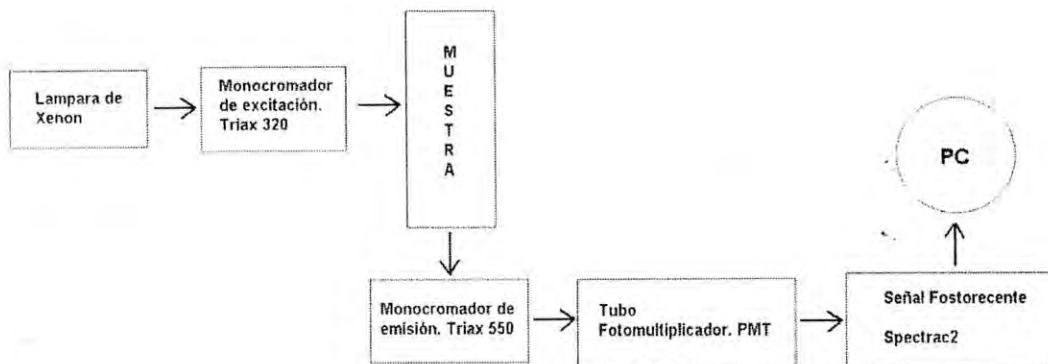 Lampara de
Xenon
Monocromador
de excitación.
Triax 320
M
U
E
S
T
R
A
Monocromador de
emisión. Triax 550
Tubo
Fotomultiplicador. PMT
Señal Fostorecente
Spectrac2
PC